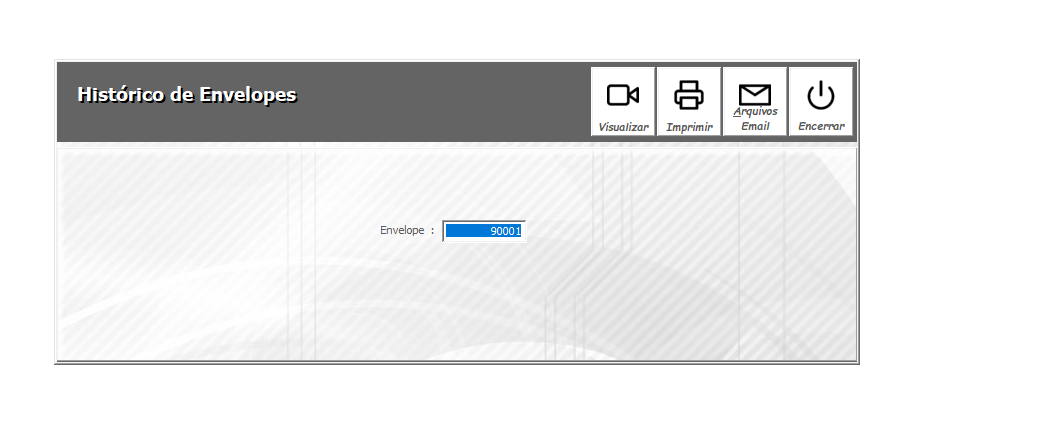 Histórico de Envelopes
Visualizar
Imprimir
Arquivos
Email
Encerrar
Envelope :
90001